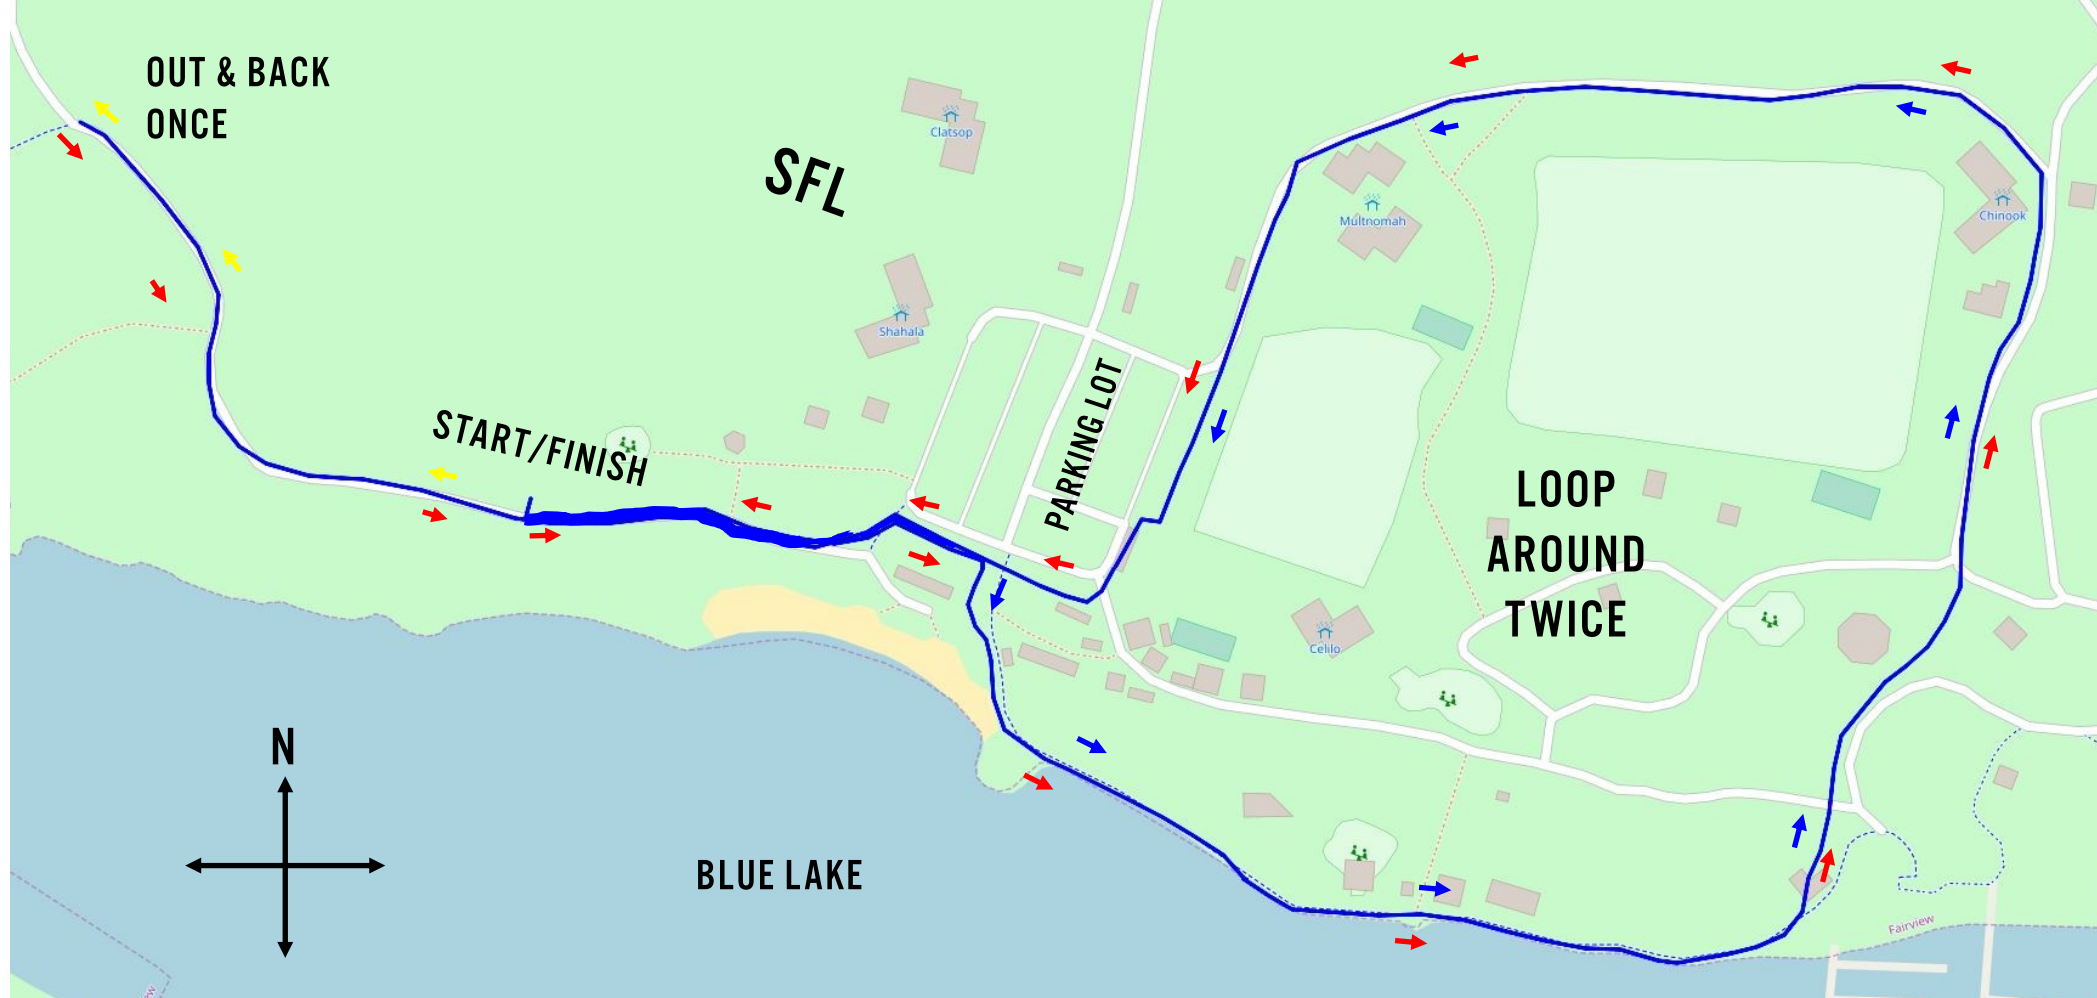 OUT & BACK
ONCE
Clatsop
SFL
Multnomah
Chinook
Shahala
PARKING LOT
START/FINISH
LOOP
AROUND
TWICE
Celilo
N
BLUE LAKE
Fairview